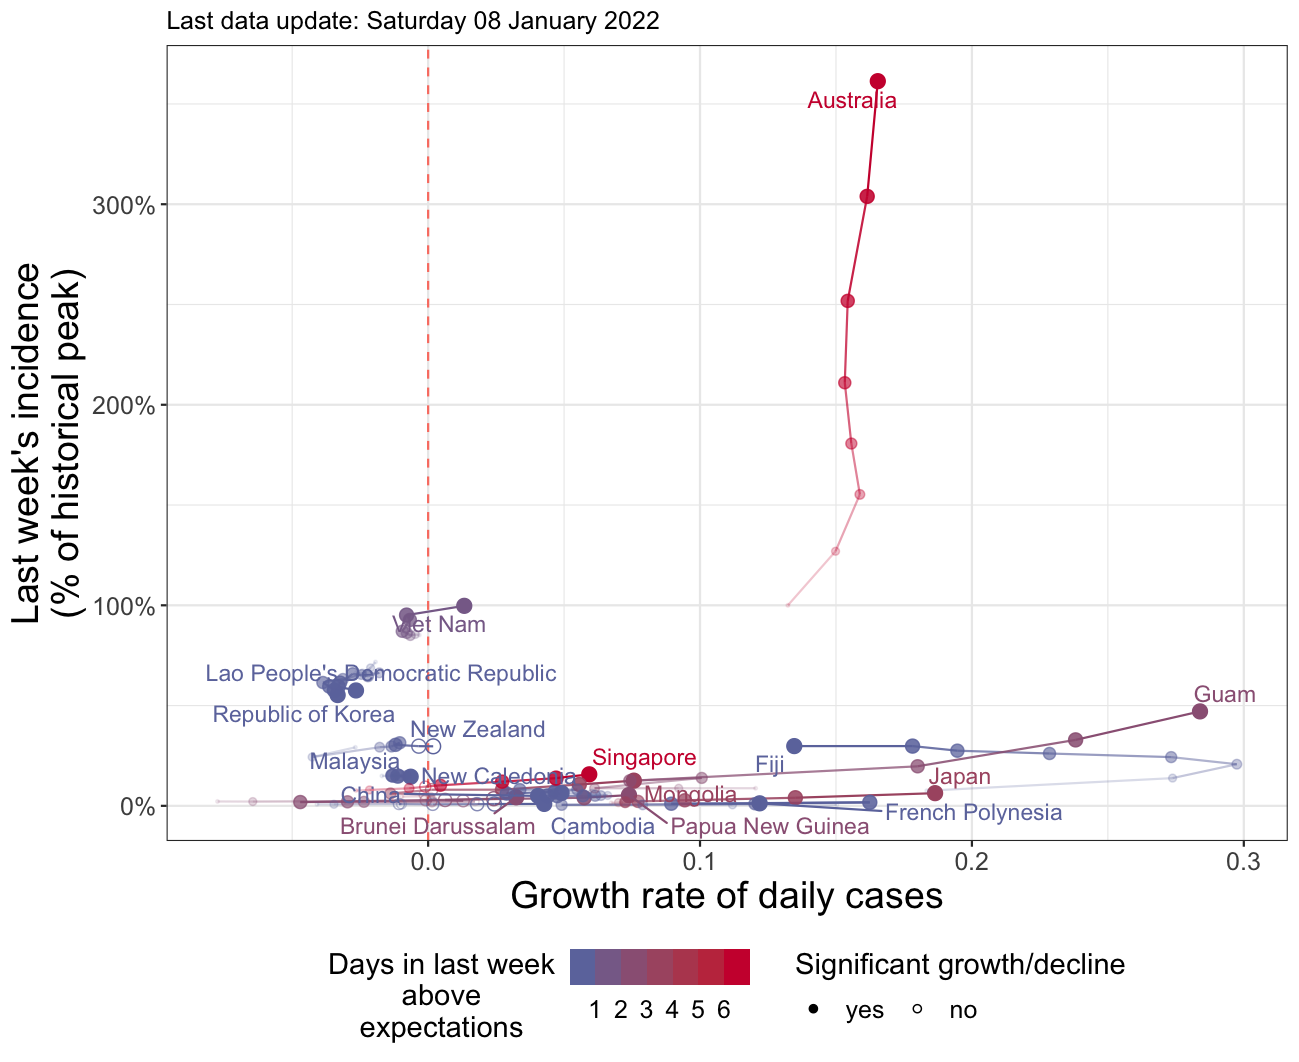 Last data update: Saturday 08 January 2022
Last week's incidence
(% of historical peak)
300%
200%
100%
0%
Australia
Viet Nam
Lao People's Democratic Republic
Republic of Korea
New Zealand
Malaysia
Singapore
New Caledonia
China
Mongolia
Fiji
Guam
Japan
French Polynesia
Brunei Darussalam
Cambodia
Papua New Guinea
0.0
0.1
0.2
0.3
Growth rate of daily cases
Days in last week
above
expectations
1 2 3 4 5 6
Significant growth/decline
yes
no